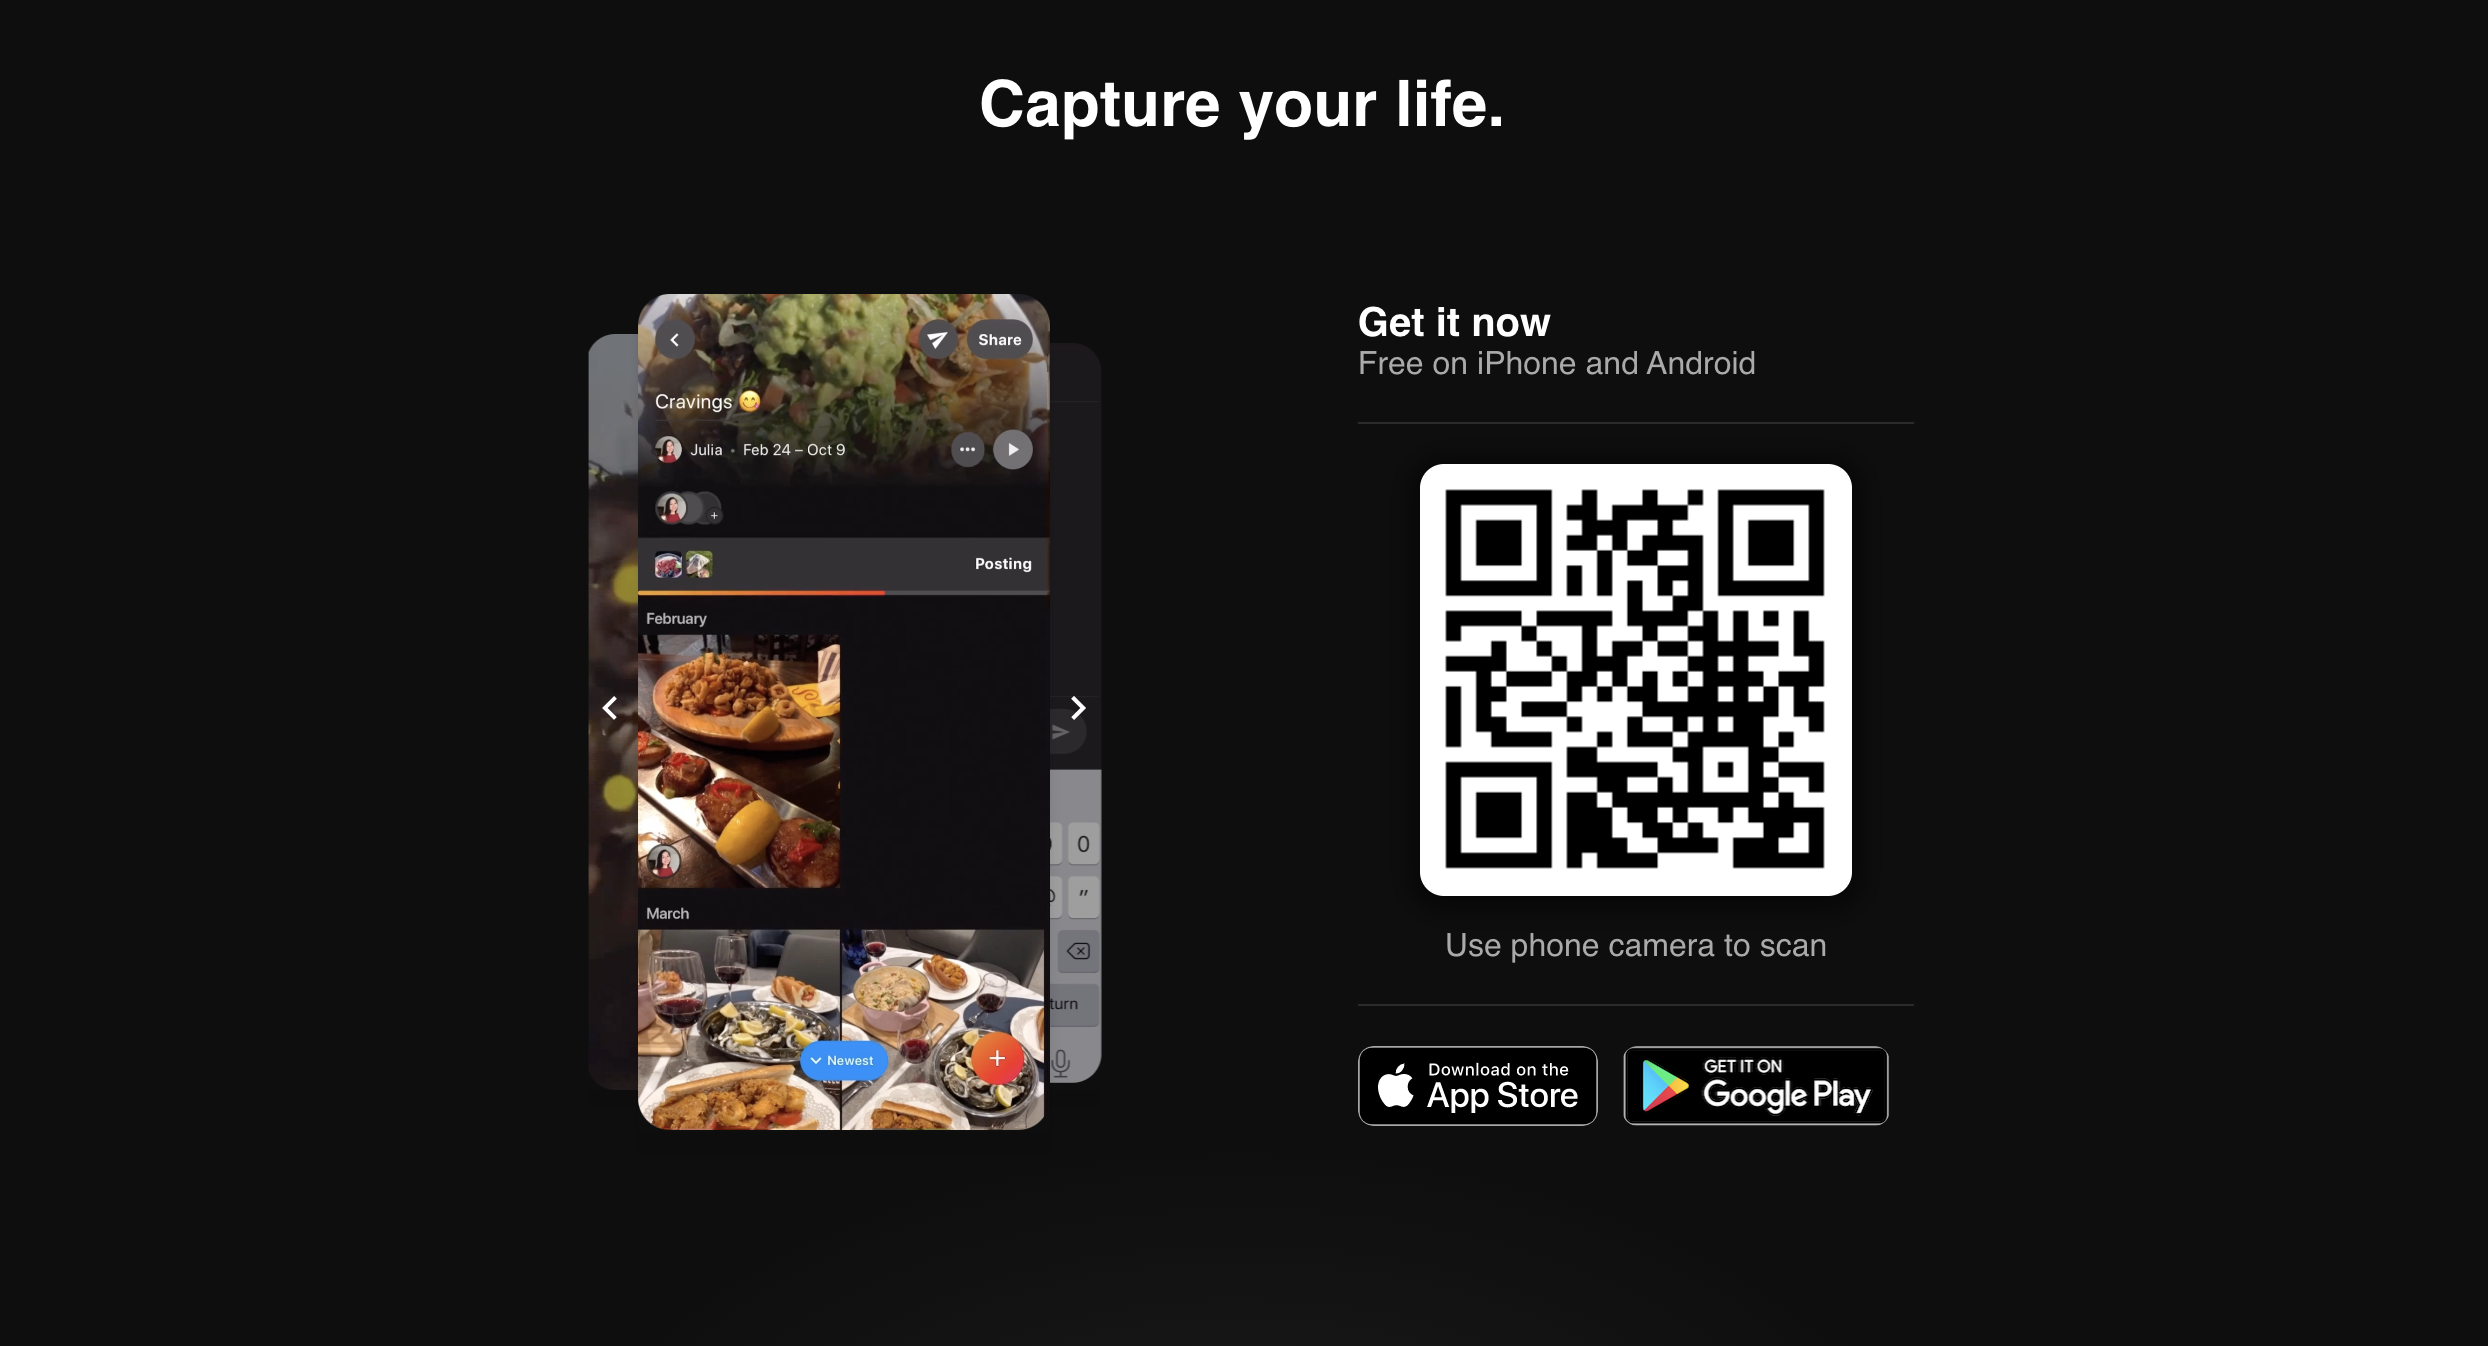 Capture your life.
Share
Cravings 😋
Julia • Feb 24 – Oct 9
Posting
February
March
Newest
0
"
turn
Get it now
Free on iPhone and Android
Use phone camera to scan
Download on the
App Store
GET IT ON
Google Play